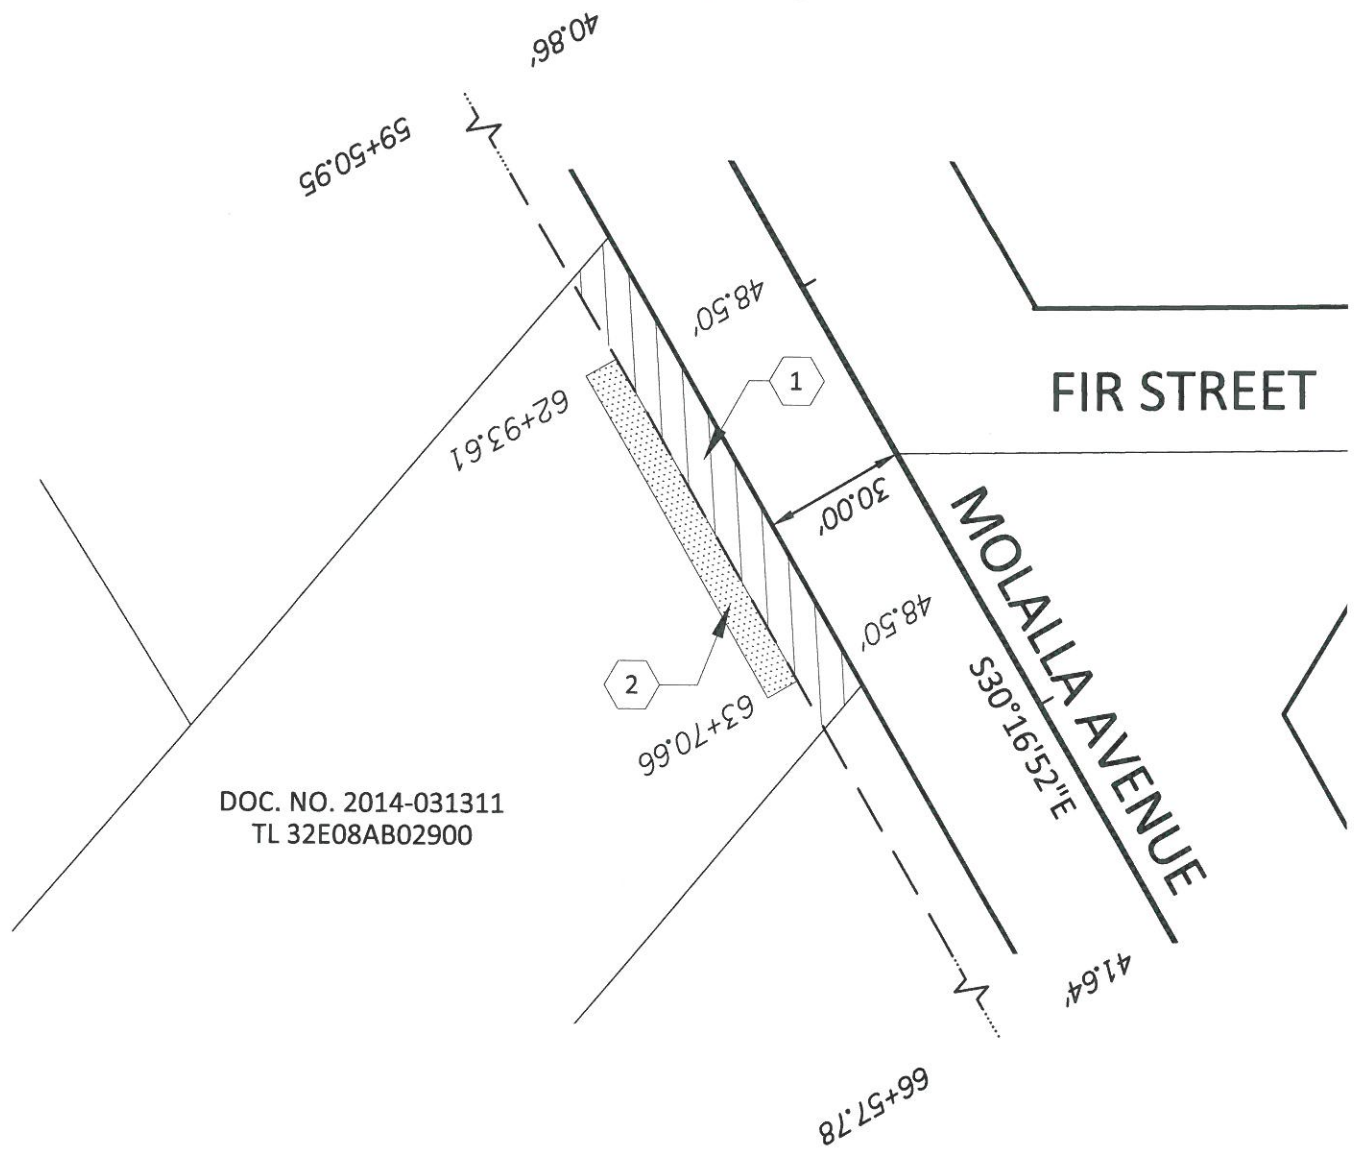 40.86'
59+50.95
48.50'
1
FIR STREET
62+93.61
30.00'
MOLALLA AVENUE
48.50'
S30°16'52"E
2
63+70.66
DOC. NO. 2014-031311
TL 32E08AB02900
41.64'
66+57.78